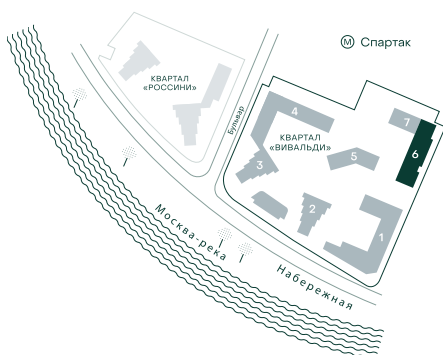 М Спартак
КВАРТАЛ
«РОССИНИ»
Бульвар
4
7
КВАРТАЛ
«ВИВАЛЬДИ»
6
5
3
2
1
Москва-река
Набережная